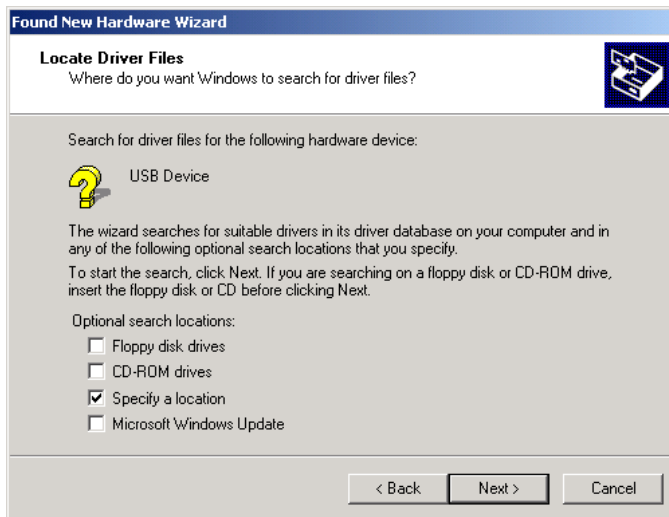 Found New Hardware Wizard
Locate Driver Files
Where do you want Windows to search for driver files?
Search for driver files for the following hardware device:
USB Device
The wizard searches for suitable drivers in its driver database on your computer and in
any of the following optional search locations that you specify.
To start the search, click Next. If you are searching on a floppy disk or CD-ROM drive,
insert the floppy disk or CD before clicking Next.
Optional search locations:
Floppy disk drives
CD-ROM drives
Specify a location
Microsoft Windows Update
< Back Next > Cancel